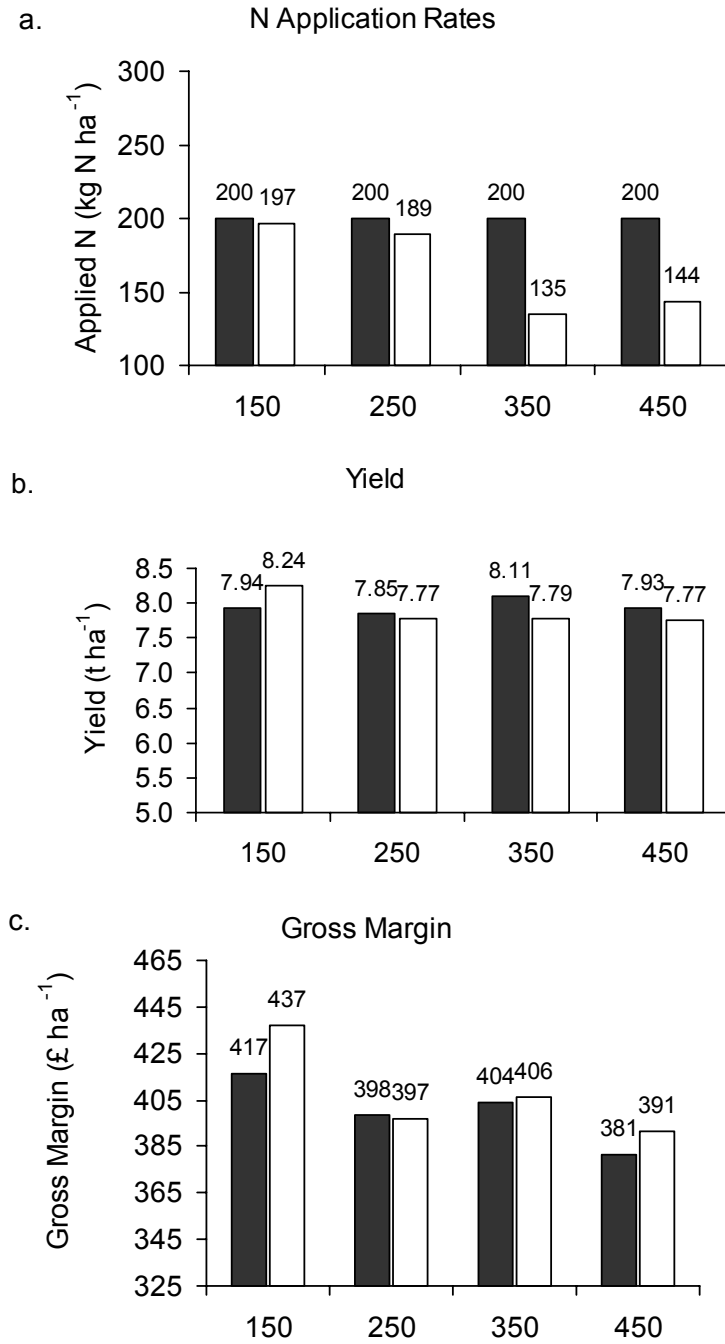 a.
N Application Rates
Applied N (kg N ha -1)
300
250
200
150
100
200 197
200 189
200 135
200 144
150 250 350 450
b.
Yield
Yield (t ha-1)
8.5
8.0
7.5
7.0
6.5
6.0
5.5
5.0
7.94 8.24
7.85 7.77
8.11 7.79
7.93 7.77
150 250 350 450
c.
Gross Margin
Gross Margin (£ ha -1)
465
445
425
405
385
365
345
325
417 437
398 397
404 406
381 391
150 250 350 450